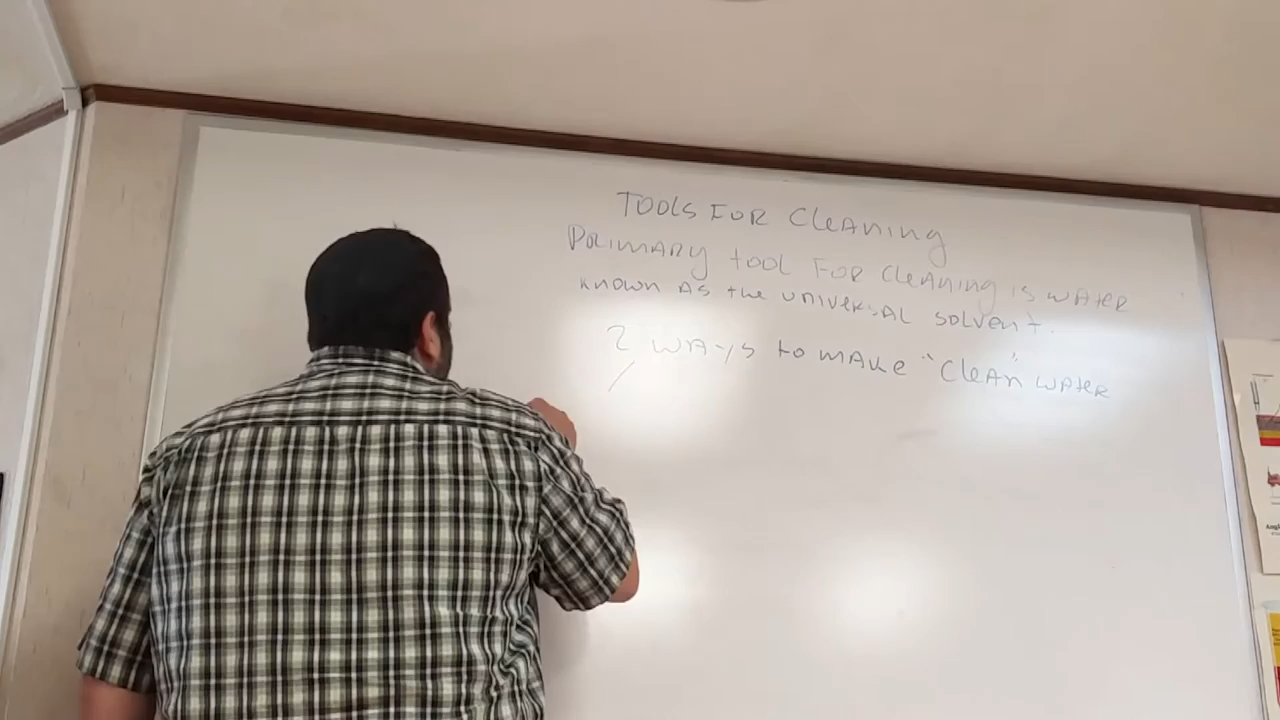 TOOLS FOR CLEANING
PRIMARY TOOL FOR CLEANING IS WATER
KNOWN AS the UNIVERSAL SOLVENT.
2 WAYS to MAKE "CLEAN" WATER